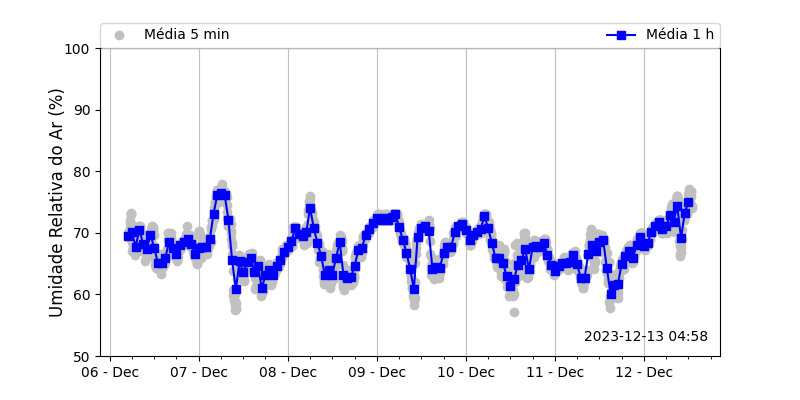 Média 5 min
Média 1 h
Umidade Relativa do Ar (%)
100
90
80
70
60
50
2023-12-13 04:58
06 - Dec
07 - Dec
08 - Dec
09 - Dec
10 - Dec
11 - Dec
12 - Dec